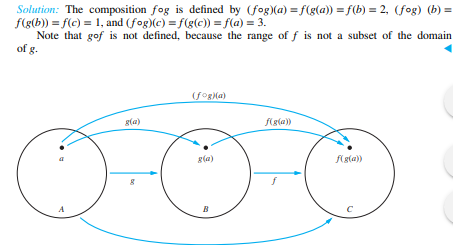 Solution: The composition f∘g is defined by (f∘g)(a) = f(g(a)) = f(b) = 2, (f∘g) (b) =
f(g(b)) = f(c) = 1, and (f∘g)(c) = f(g(c)) = f(a) = 3.
Note that g∘f is not defined, because the range of f is not a subset of the domain
of g.
(f∘g)(a)
g(a)
f(g(a))
a
g(a)
f(g(a))
g
f
A
B
C